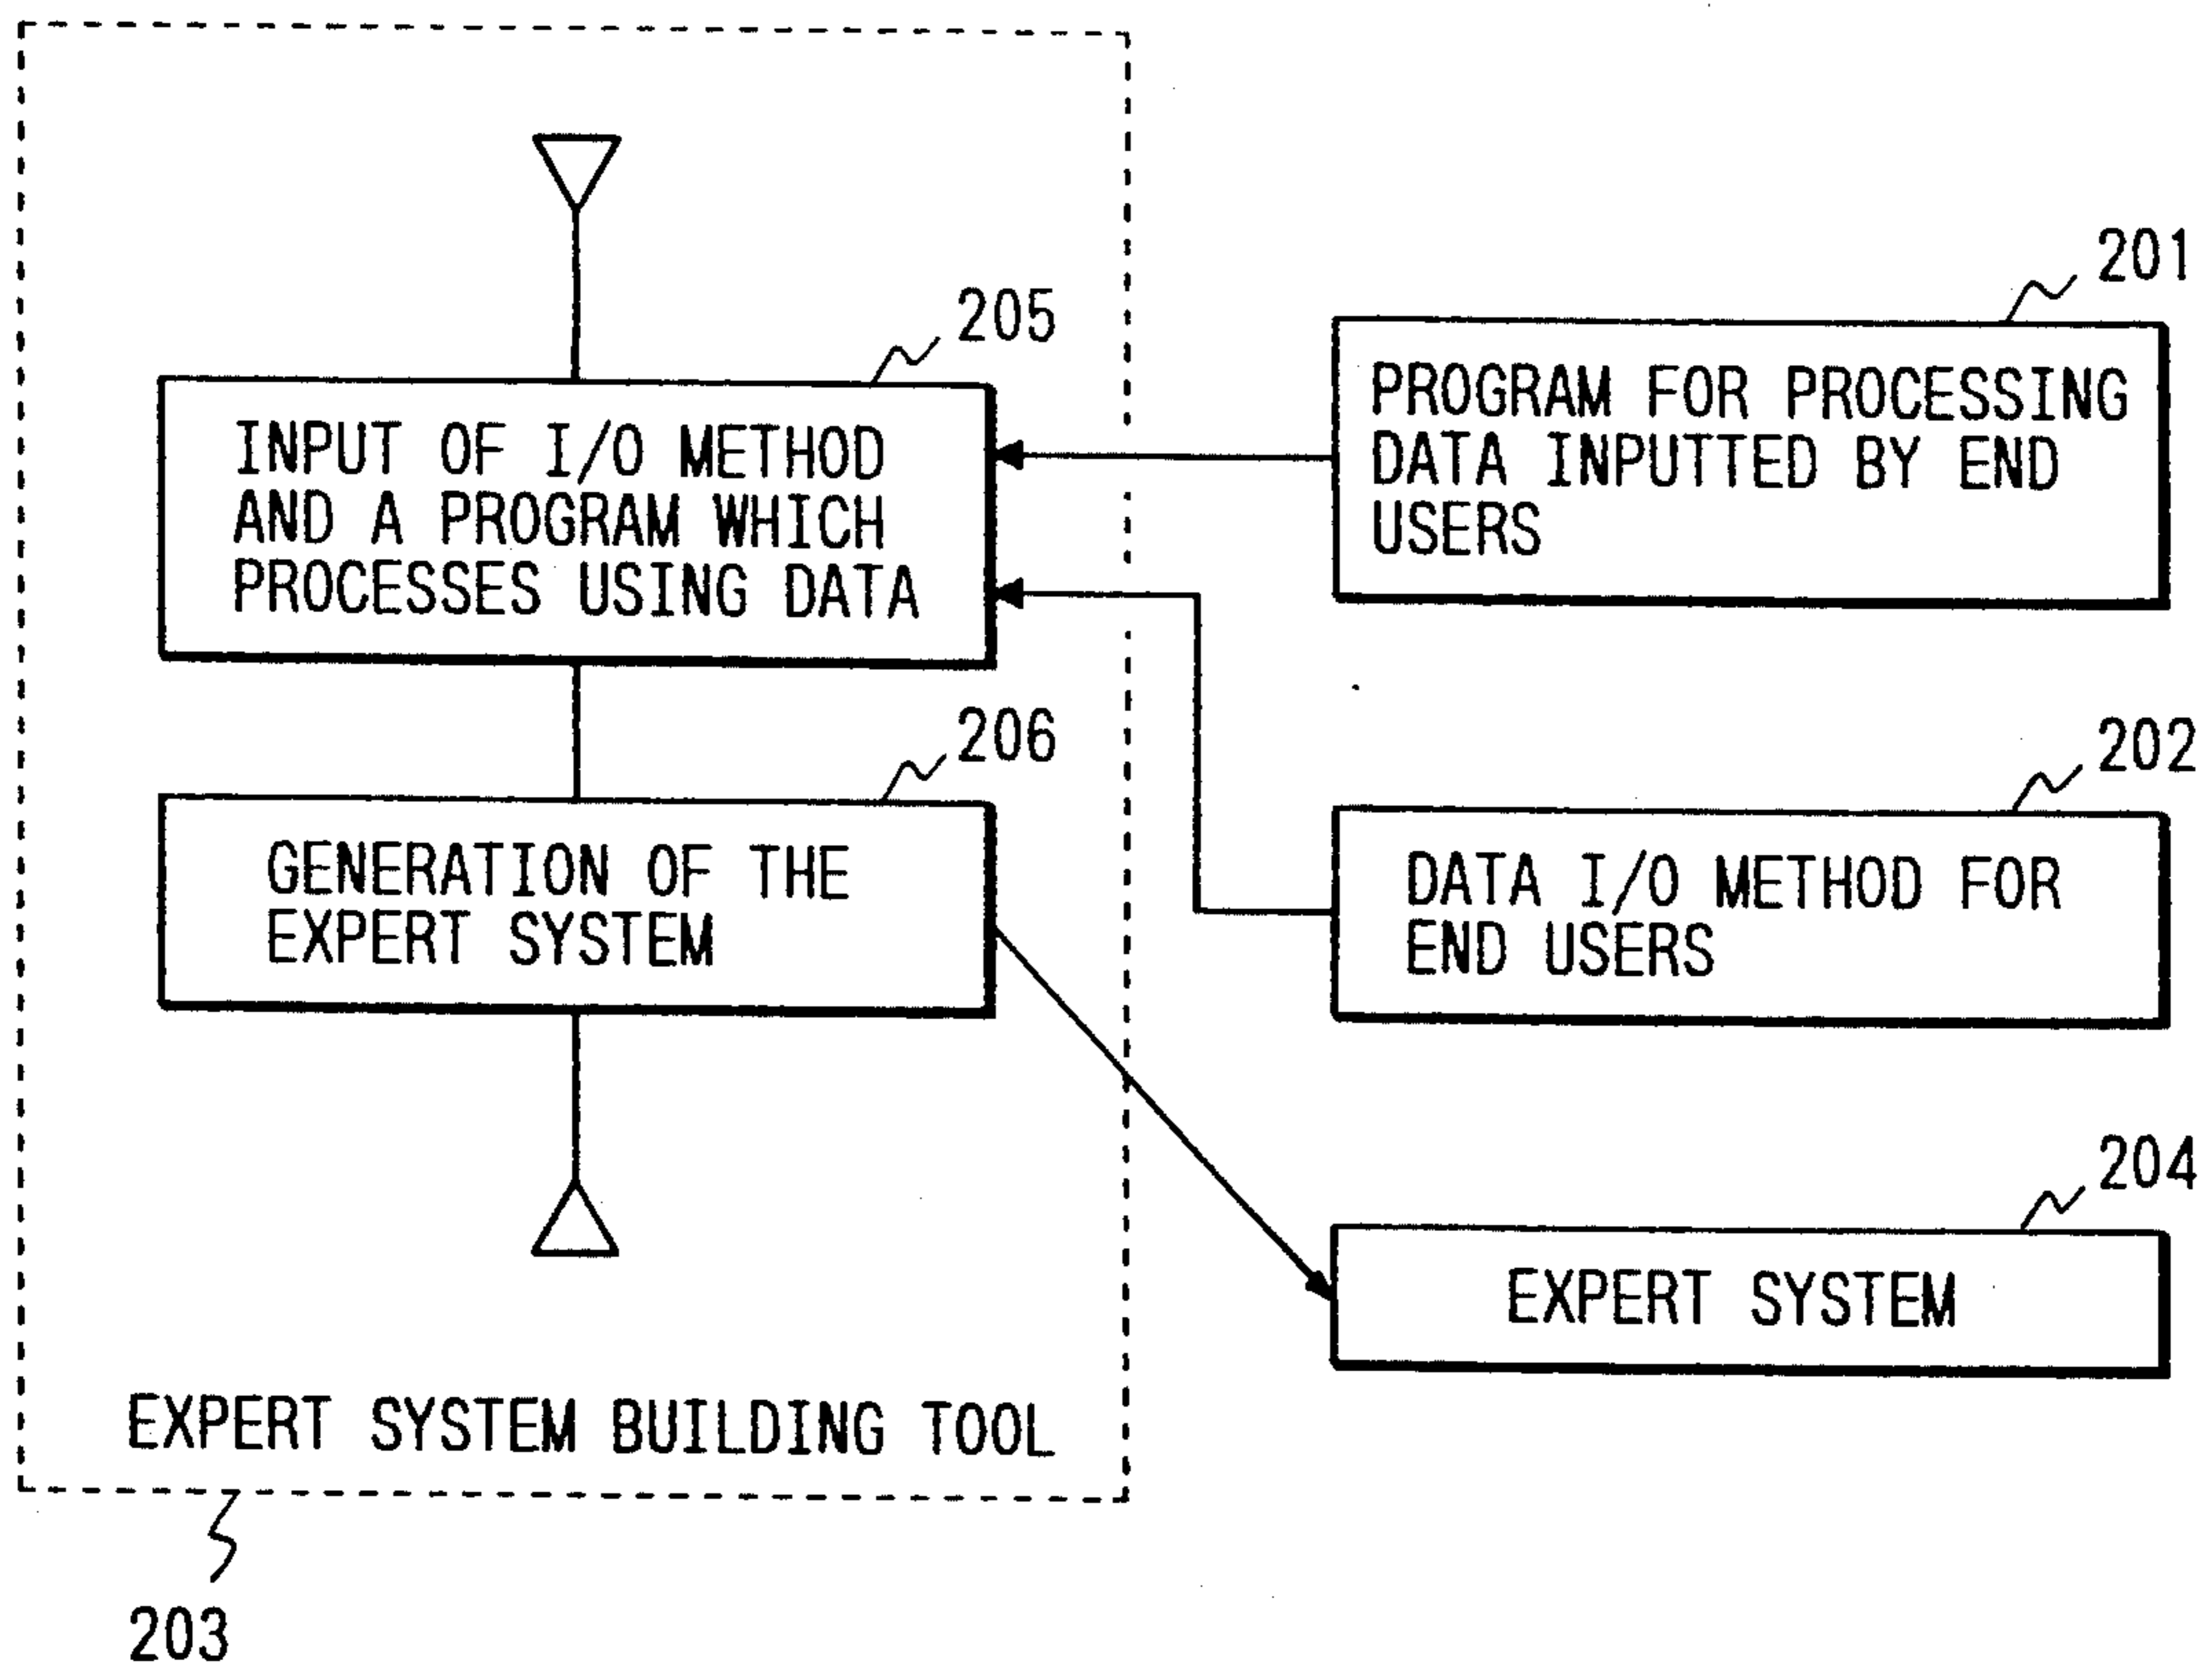 205
INPUT OF I/O METHOD
AND A PROGRAM WHICH
PROCESSES USING DATA
206
GENERATION OF THE
EXPERT SYSTEM
EXPERT SYSTEM BUILDING TOOL
203
201
PROGRAM FOR PROCESSING
DATA INPUTTED BY END
USERS
202
DATA I/O METHOD FOR
END USERS
204
EXPERT SYSTEM